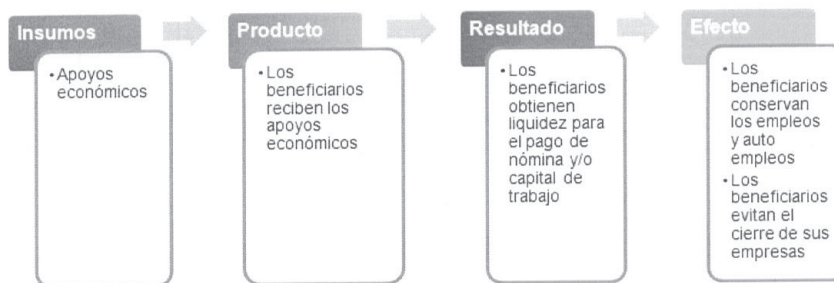 Insumos
• Apoyos
económicos
Producto
• Los
beneficiarios
reciben los
apoyos
económicos
Resultado
• Los
beneficiarios
obtienen
liquidez para
el pago de
nómina y/o
capital de
trabajo
Efecto
• Los
beneficiarios
conservan
los empleos
y auto
empleos
• Los
beneficiarios
evitan el
cierre de sus
empresas